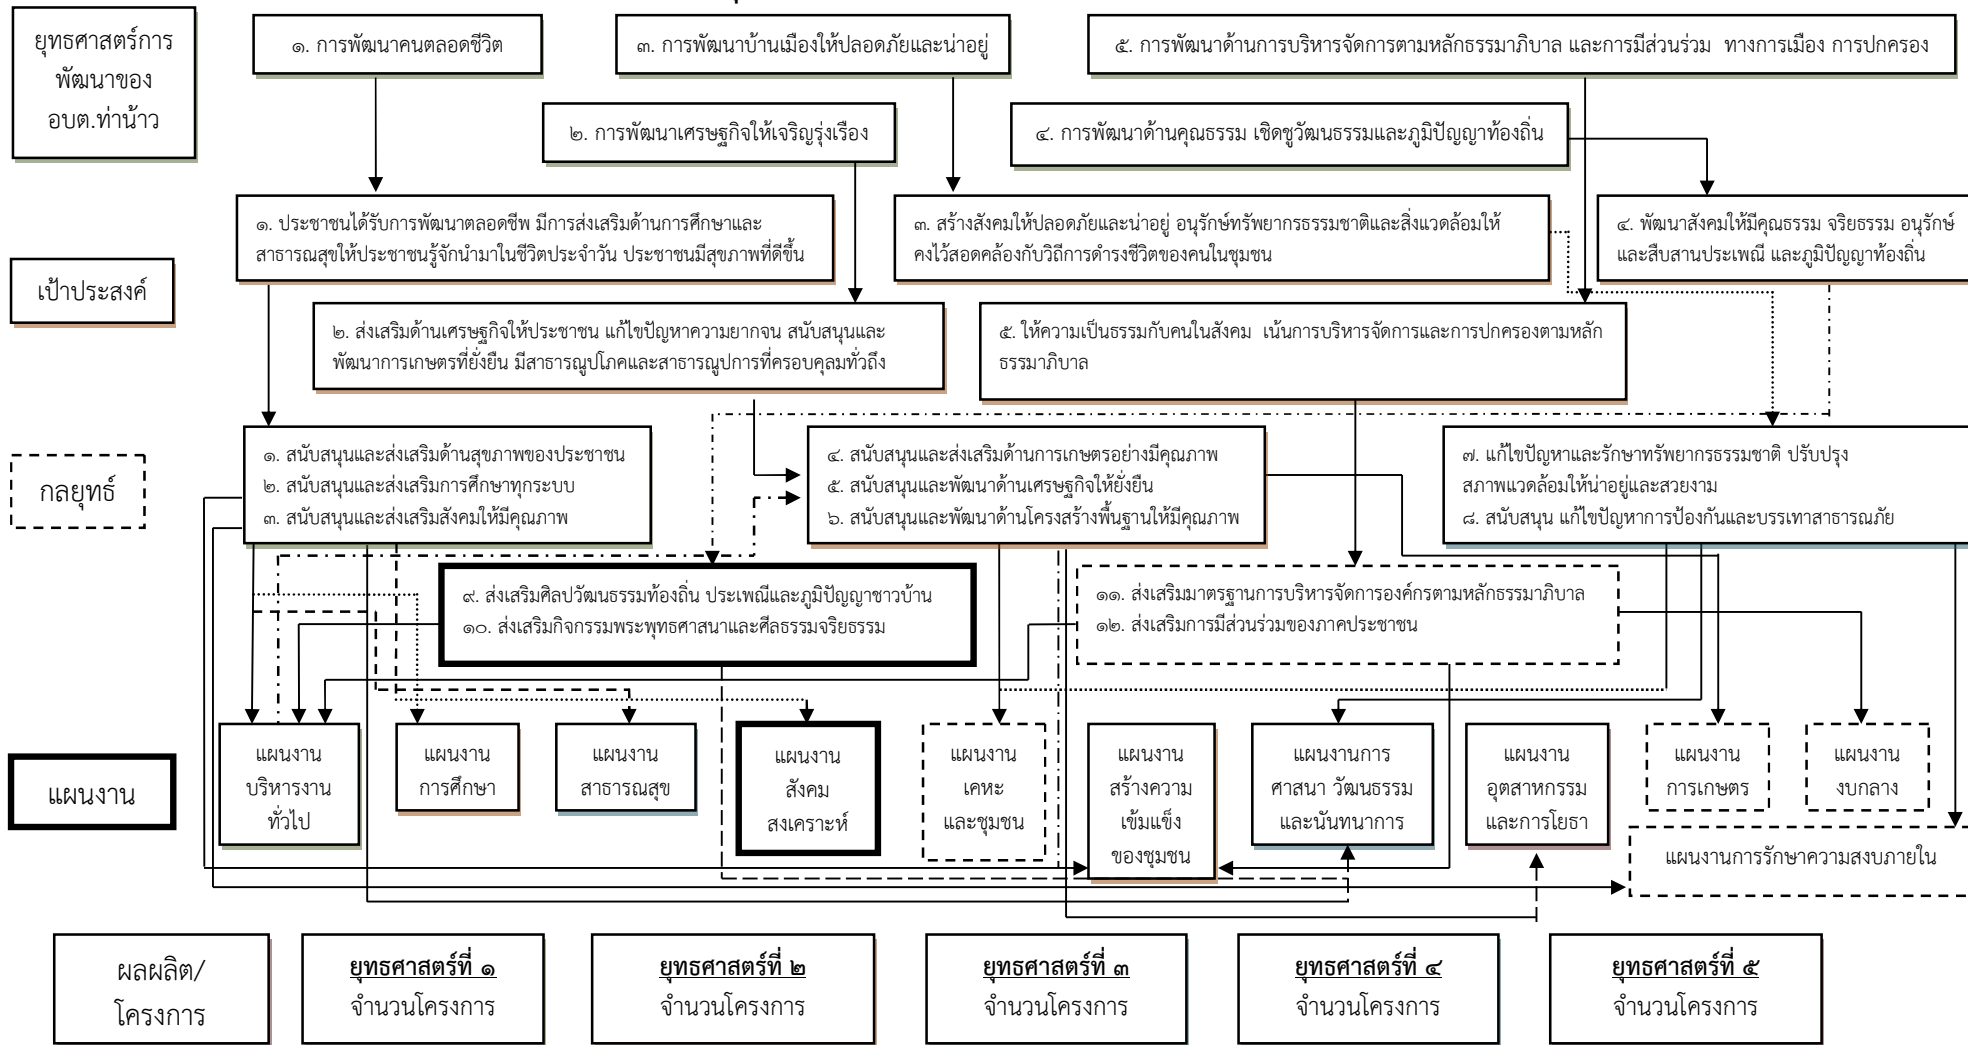 ยุทธศาสตร์การ
พัฒนาของ
อบต.ท่าน้าว
๑. การพัฒนาคนตลอดชีวิต
๓. การพัฒนาบ้านเมืองให้ปลอดภัยและน่าอยู่
๕. การพัฒนาด้านการบริหารจัดการตามหลักธรรมาภิบาล และการมีส่วนร่วม ทางการเมือง การปกครอง
๒. การพัฒนาเศรษฐกิจให้เจริญรุ่งเรือง
๔. การพัฒนาด้านคุณธรรม เชิดชูวัฒนธรรมและภูมิปัญญาท้องถิ่น
เป้าประสงค์
๑. ประชาชนได้รับการพัฒนาตลอดชีพ มีการส่งเสริมด้านการศึกษาและ
สาธารณสุขให้ประชาชนรู้จักนำมาในชีวิตประจำวัน ประชาชนมีสุขภาพที่ดีขึ้น
๓. สร้างสังคมให้ปลอดภัยและน่าอยู่ อนุรักษ์ทรัพยากรธรรมชาติและสิ่งแวดล้อมให้
คงไว้สอดคล้องกับวิถีการดำรงชีวิตของคนในชุมชน
๔. พัฒนาสังคมให้มีคุณธรรม จริยธรรม อนุรักษ์
และสืบสานประเพณี และภูมิปัญญาท้องถิ่น
๒. ส่งเสริมด้านเศรษฐกิจให้ประชาชน แก้ไขปัญหาความยากจน สนับสนุนและ
พัฒนาการเกษตรที่ยั่งยืน มีสาธารณูปโภคและสาธารณูปการที่ครอบคุลมทั่วถึง
๕. ให้ความเป็นธรรมกับคนในสังคม เน้นการบริหารจัดการและการปกครองตามหลัก
ธรรมาภิบาล
กลยุทธ์
๑. สนับสนุนและส่งเสริมด้านสุขภาพของประชาชน
๒. สนับสนุนและส่งเสริมการศึกษาทุกระบบ
๓. สนับสนุนและส่งเสริมสังคมให้มีคุณภาพ
๔. สนับสนุนและส่งเสริมด้านการเกษตรอย่างมีคุณภาพ
๕. สนับสนุนและพัฒนาด้านเศรษฐกิจให้ยั่งยืน
๖. สนับสนุนและพัฒนาด้านโครงสร้างพื้นฐานให้มีคุณภาพ
๗. แก้ไขปัญหาและรักษาทรัพยากรธรรมชาติ ปรับปรุง
สภาพแวดล้อมให้น่าอยู่และสวยงาม
๘. สนับสนุน แก้ไขปัญหาการป้องกันและบรรเทาสาธารณภัย
๙. ส่งเสริมศิลปวัฒนธรรมท้องถิ่น ประเพณีและภูมิปัญญาชาวบ้าน
๑๐. ส่งเสริมกิจกรรมพระพุทธศาสนาและศีลธรรมจริยธรรม
๑๑. ส่งเสริมมาตรฐานการบริหารจัดการองค์กรตามหลักธรรมาภิบาล
๑๒. ส่งเสริมการมีส่วนร่วมของภาคประชาชน
แผนงาน
แผนงาน
บริหารงาน
ทั่วไป
แผนงาน
การศึกษา
แผนงาน
สาธารณสุข
แผนงาน
สังคม
สงเคราะห์
แผนงาน
เคหะ
และชุมชน
แผนงาน
สร้างความ
เข้มแข็ง
ของชุมชน
แผนงานการ
ศาสนา วัฒนธรรม
และนันทนาการ
แผนงาน
อุตสาหกรรม
และการโยธา
แผนงาน
การเกษตร
แผนงาน
งบกลาง
แผนงานการรักษาความสงบภายใน
ผลผลิต/
โครงการ
ยุทธศาสตร์ที่ ๑
จำนวนโครงการ
ยุทธศาสตร์ที่ ๒
จำนวนโครงการ
ยุทธศาสตร์ที่ ๓
จำนวนโครงการ
ยุทธศาสตร์ที่ ๔
จำนวนโครงการ
ยุทธศาสตร์ที่ ๕
จำนวนโครงการ